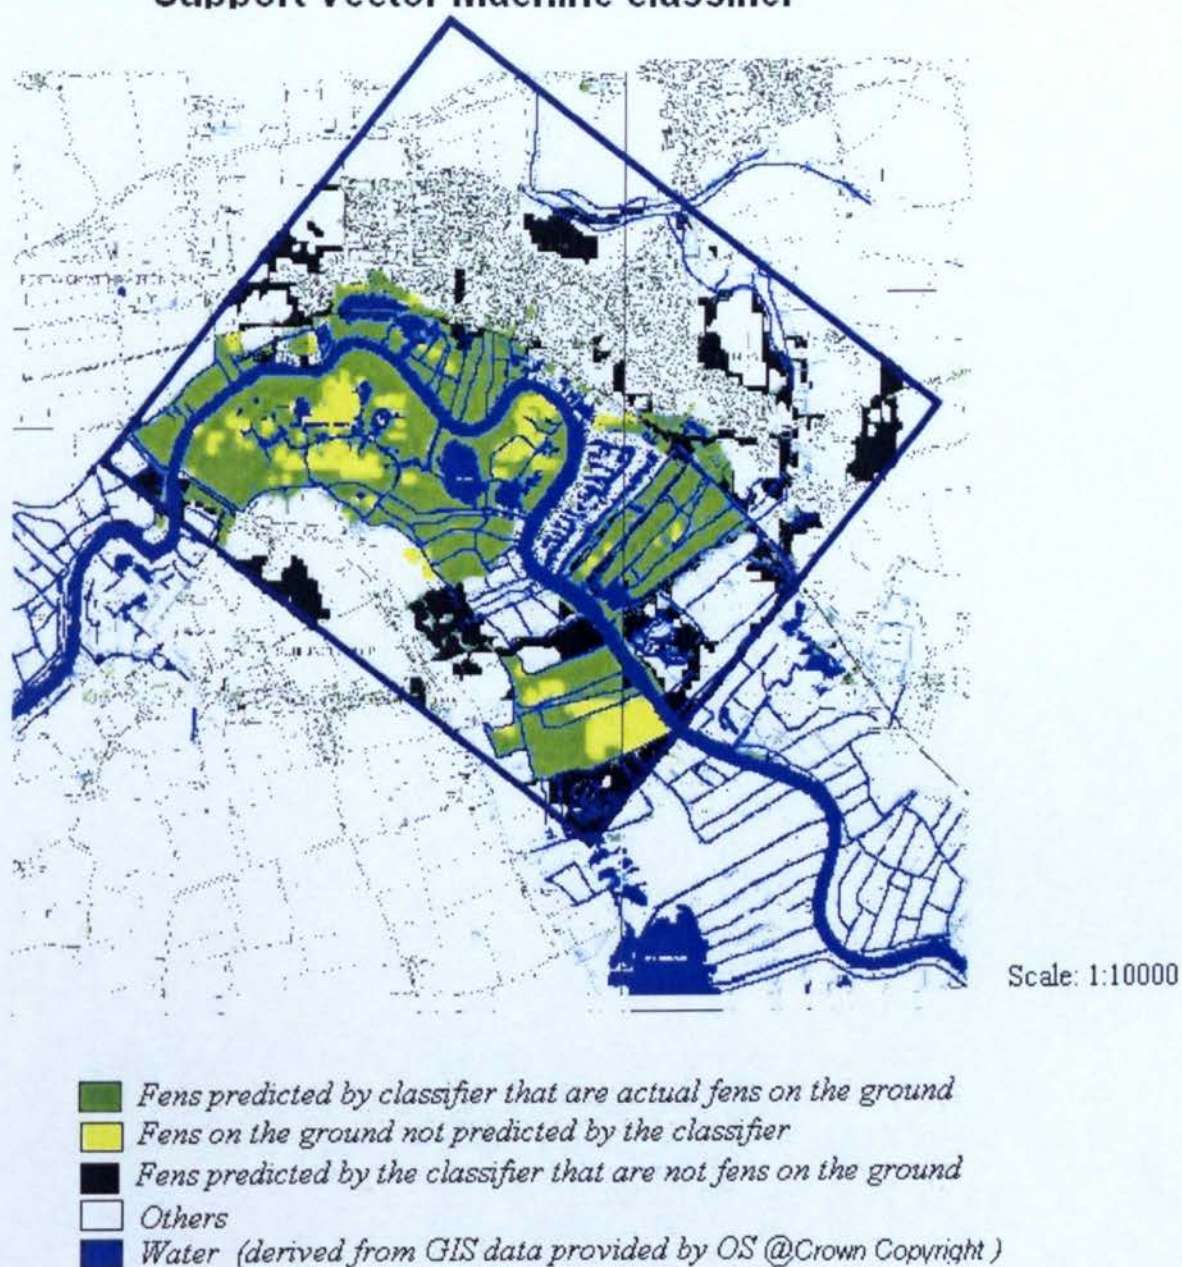 Support Vector Machine classifier
Scale: 1:10000
Fens predicted by classifier that are actual fens on the ground
Fens on the ground not predicted by the classifier
Fens predicted by the classifier that are not fens on the ground
Others
Water (derived from GIS data provided by OS @Crown Copyright )